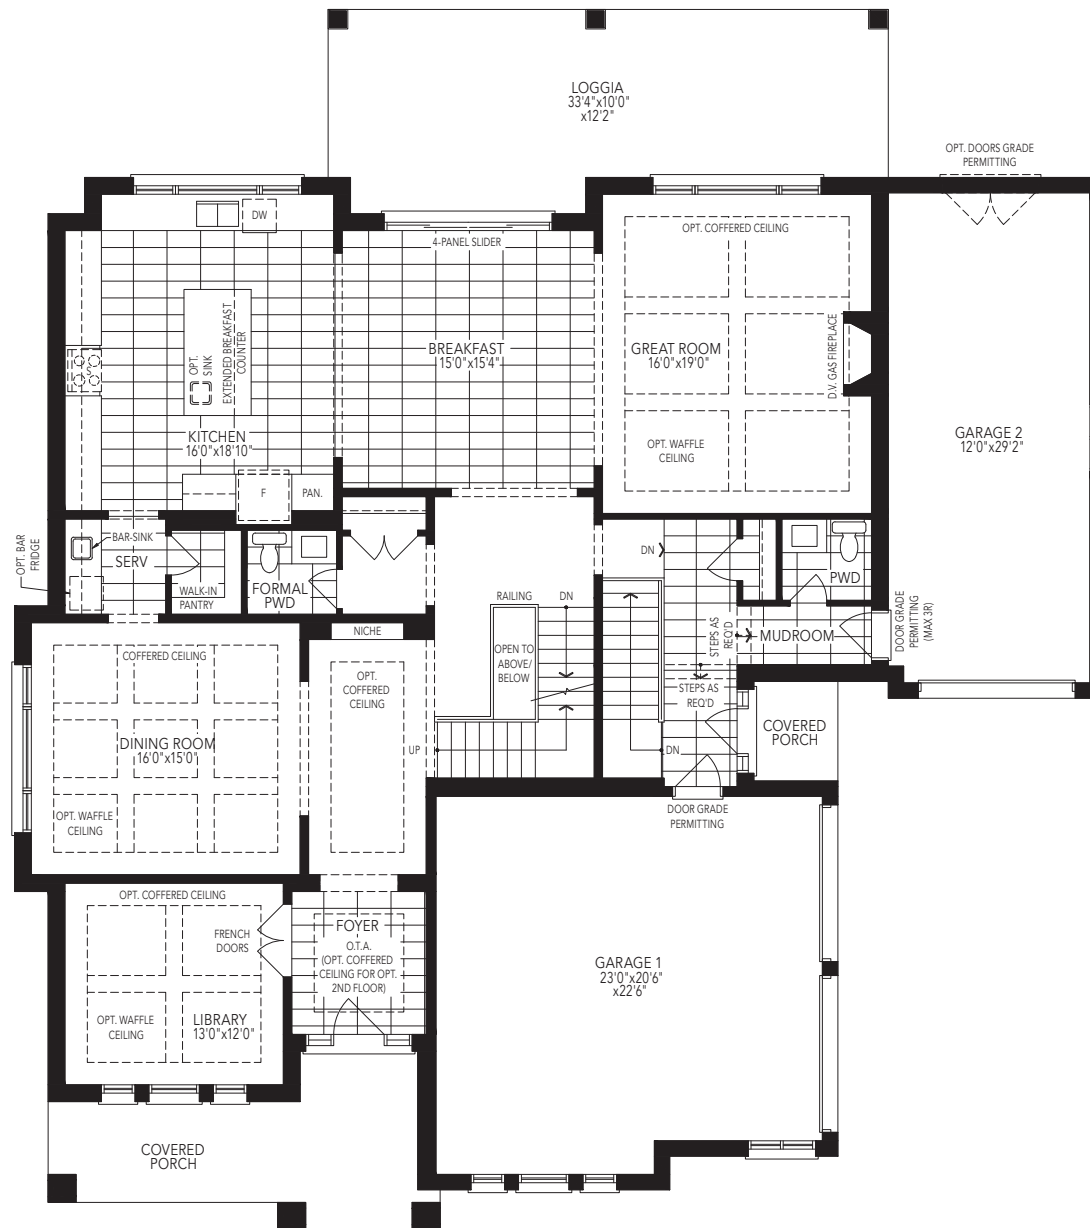 LOGGIA
33'4"x10'0"
x12'2"
OPT. DOORS GRADE
PERMITTING
DW
4-PANEL SLIDER
OPT. COFFERED CEILING
OPT.
SINK
EXTENDED BREAKFAST
COUNTER
S
BREAKFAST
15'0"x15'4"
GREAT ROOM
16'0"x19'0"
D.V. GAS FIREPLACE
KITCHEN
16'0"x18'10"
OPT. WAFFLE
CEILING
GARAGE 2
12'0"x29'2"
F
PAN.
OPT. BAR
FRIDGE
BAR-SINK
SERV
WALK-IN
PANTRY
FORMAL
PWD
DN
PWD
RAILING
DN
NICHE
STEPS AS
REQ'D
MUDROOM
DOOR GRADE
PERMITTING
(MAX 3R)
COFFERED CEILING
OPT.
COFFERED
CEILING
OPEN TO
ABOVE/
BELOW
STEPS AS
REQ'D
COVERED
PORCH
DINING ROOM
16'0"x15'0"
UP
DN
OPT. WAFFLE
CEILING
DOOR GRADE
PERMITTING
OPT. COFFERED CEILING
FRENCH
DOORS
FOYER
O.T.A.
(OPT. COFFERED
CEILING FOR OPT.
2ND FLOOR)
GARAGE 1
23'0"x20'6"
x22'6"
OPT. WAFFLE
CEILING
LIBRARY
13'0"x12'0"
COVERED
PORCH